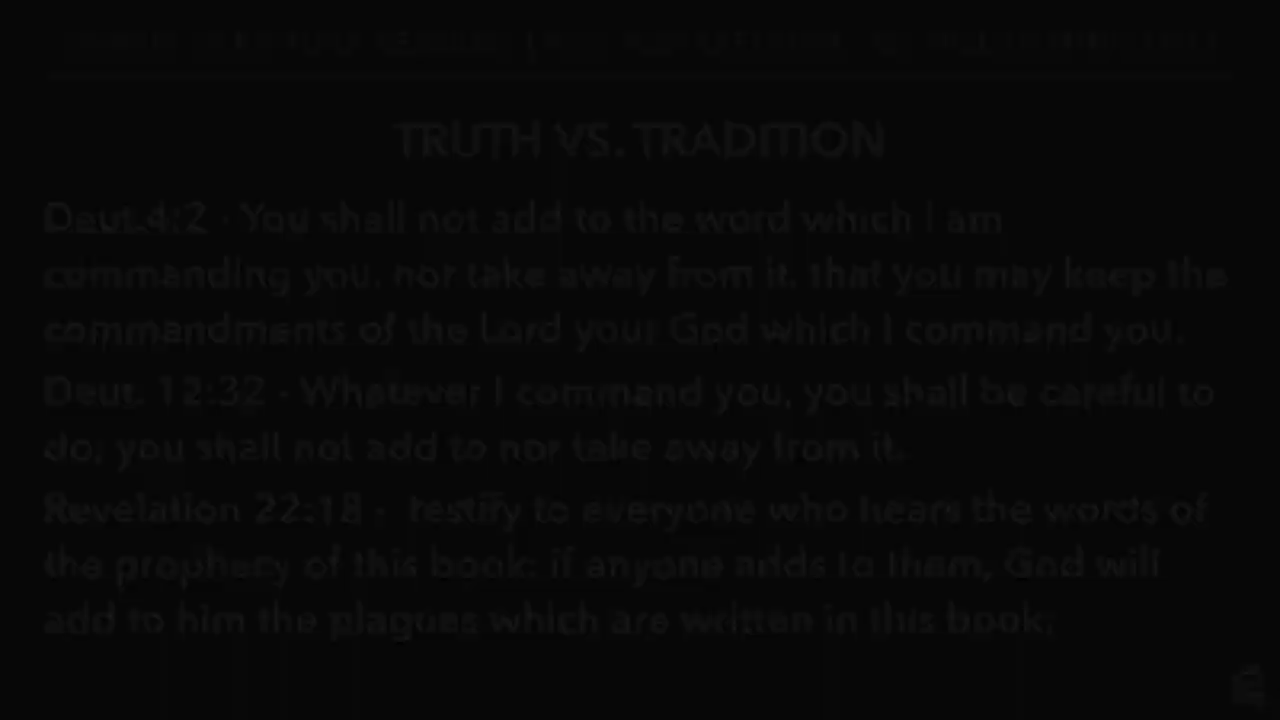 TRUTH VS. TRADITION
Deut.4:2 - You shall not add to the word which I am
commanding you, nor take away from it, that you may keep the
commandments of the Lord your God which I command you.
Deut. 12:32 - Whatever I command you, you shall be careful to
do; you shall not add to nor take away from it.
Revelation 22:18 - testify to everyone who hears the words of
the prophecy of this book: if anyone adds to them, God will
add to him the plagues which are written in this book;